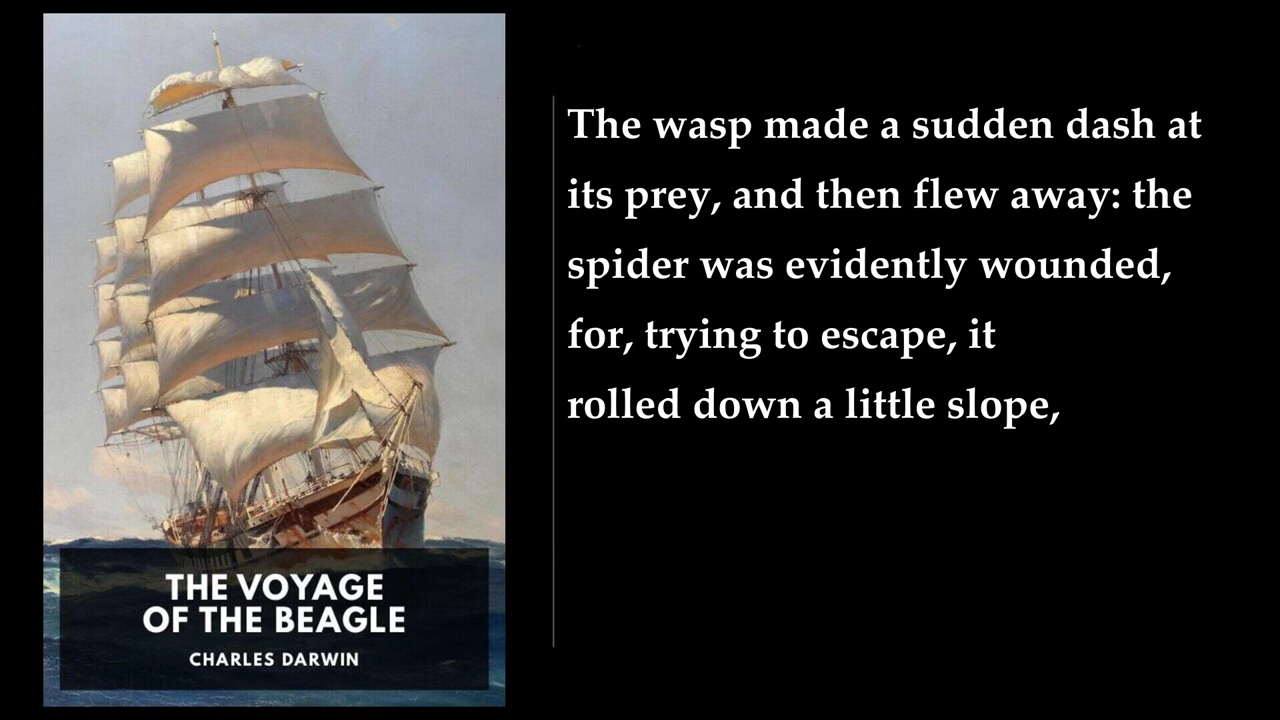 The wasp made a sudden dash at
its prey, and then flew away: the
spider was evidently wounded,
for, trying to escape, it
rolled down a little slope,
THE VOYAGE
OF THE BEAGLE
CHARLES DARWIN